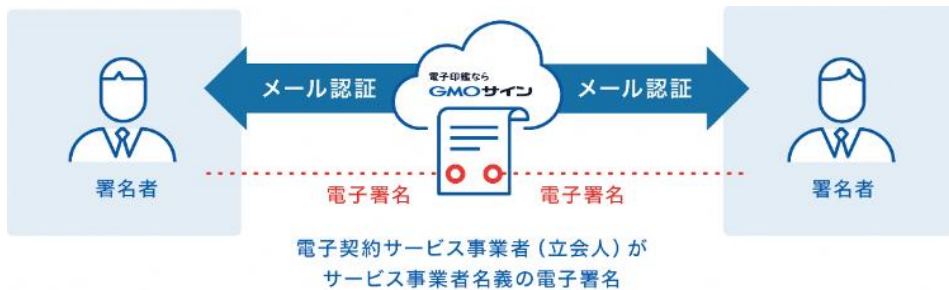 メール認証
電子印鑑なら
GMOサイン
メール認証
署名者
電子署名
電子署名
署名者
電子契約サービス事業者（立会人）が
サービス事業者名義の電子署名